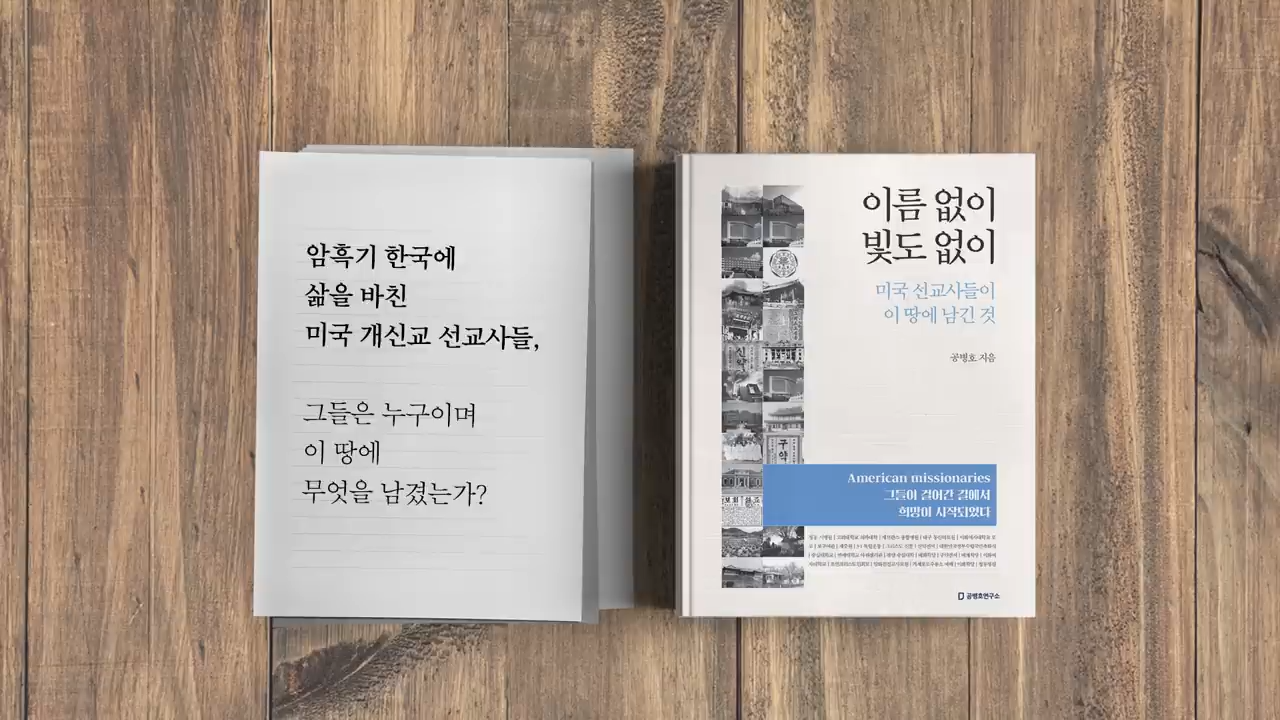 암흑기 한국에
삶을 바친
미국 개신교 선교사들,
그들은 누구이며
이 땅에
무엇을 남겼는가?
이름 없이
빛도 없이
미국 선교사들이
이 땅에 남긴 것
공병호 지음
신약
구약
American missionaries
그들이 걸어간 길에서
희망이 시작되었다
공병호연구소